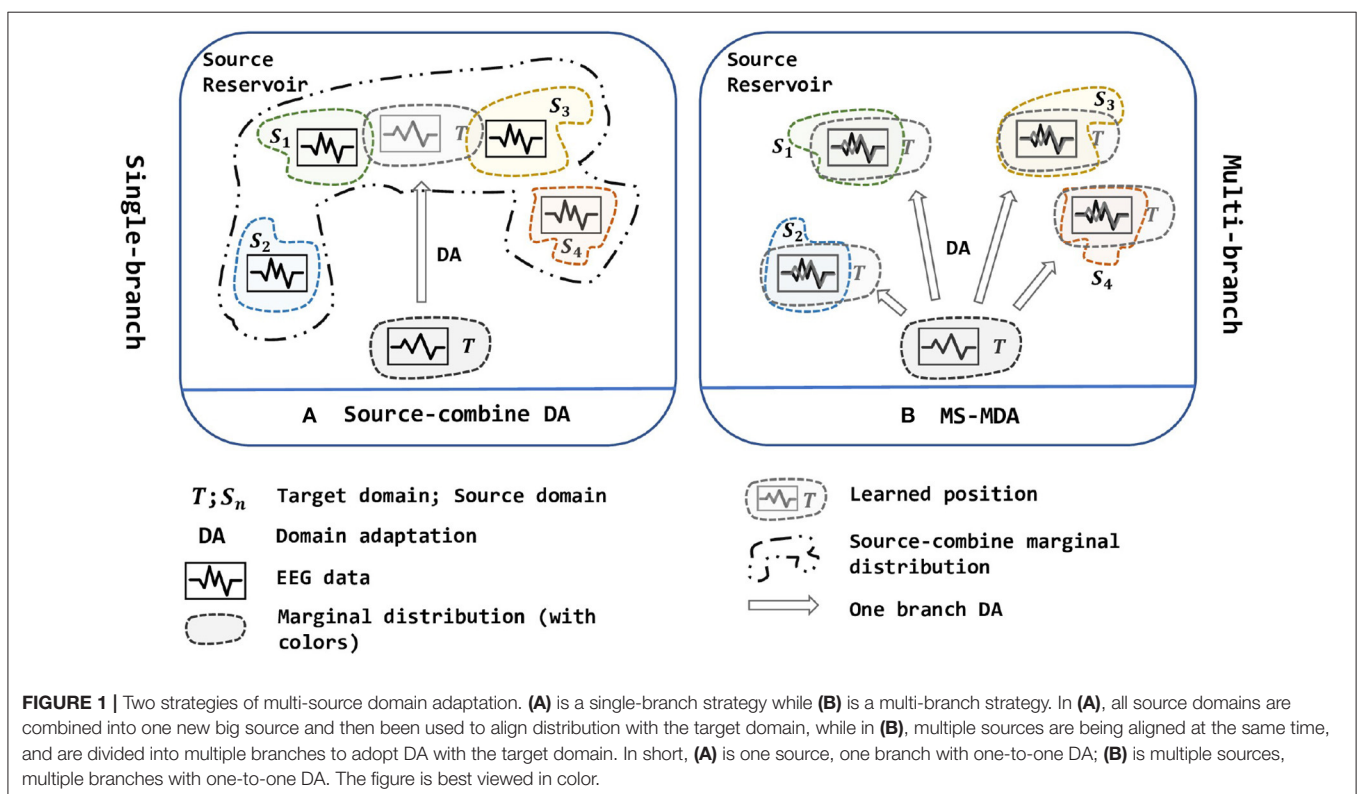 Single-branch
Source
Reservoir
S1
T
S3
S2
S4
DA
T
A Source-combine DA
Source
Reservoir
S1
T
S3
T
S2
T
T
S4
DA
T
B MS-MDA
Multi-branch
T;Sn Target domain; Source domain
DA Domain adaptation
EEG data
Marginal distribution (with
colors)
T Learned position
Source-combine marginal
distribution
One branch DA
FIGURE 1 | Two strategies of multi-source domain adaptation. (A) is a single-branch strategy while (B) is a multi-branch strategy. In (A), all source domains are
combined into one new big source and then been used to align distribution with the target domain, while in (B), multiple sources are being aligned at the same time,
and are divided into multiple branches to adopt DA with the target domain. In short, (A) is one source, one branch with one-to-one DA; (B) is multiple sources,
multiple branches with one-to-one DA. The figure is best viewed in color.